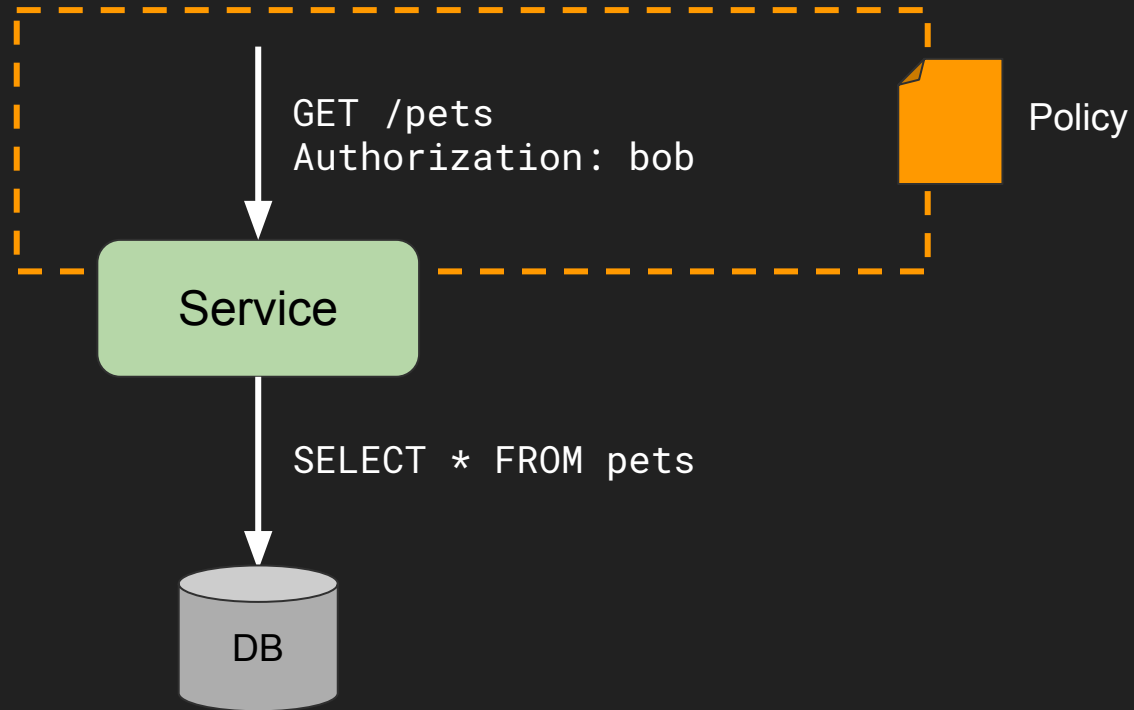 GET /pets
Authorization: bob
Policy
Service
SELECT * FROM pets
DB